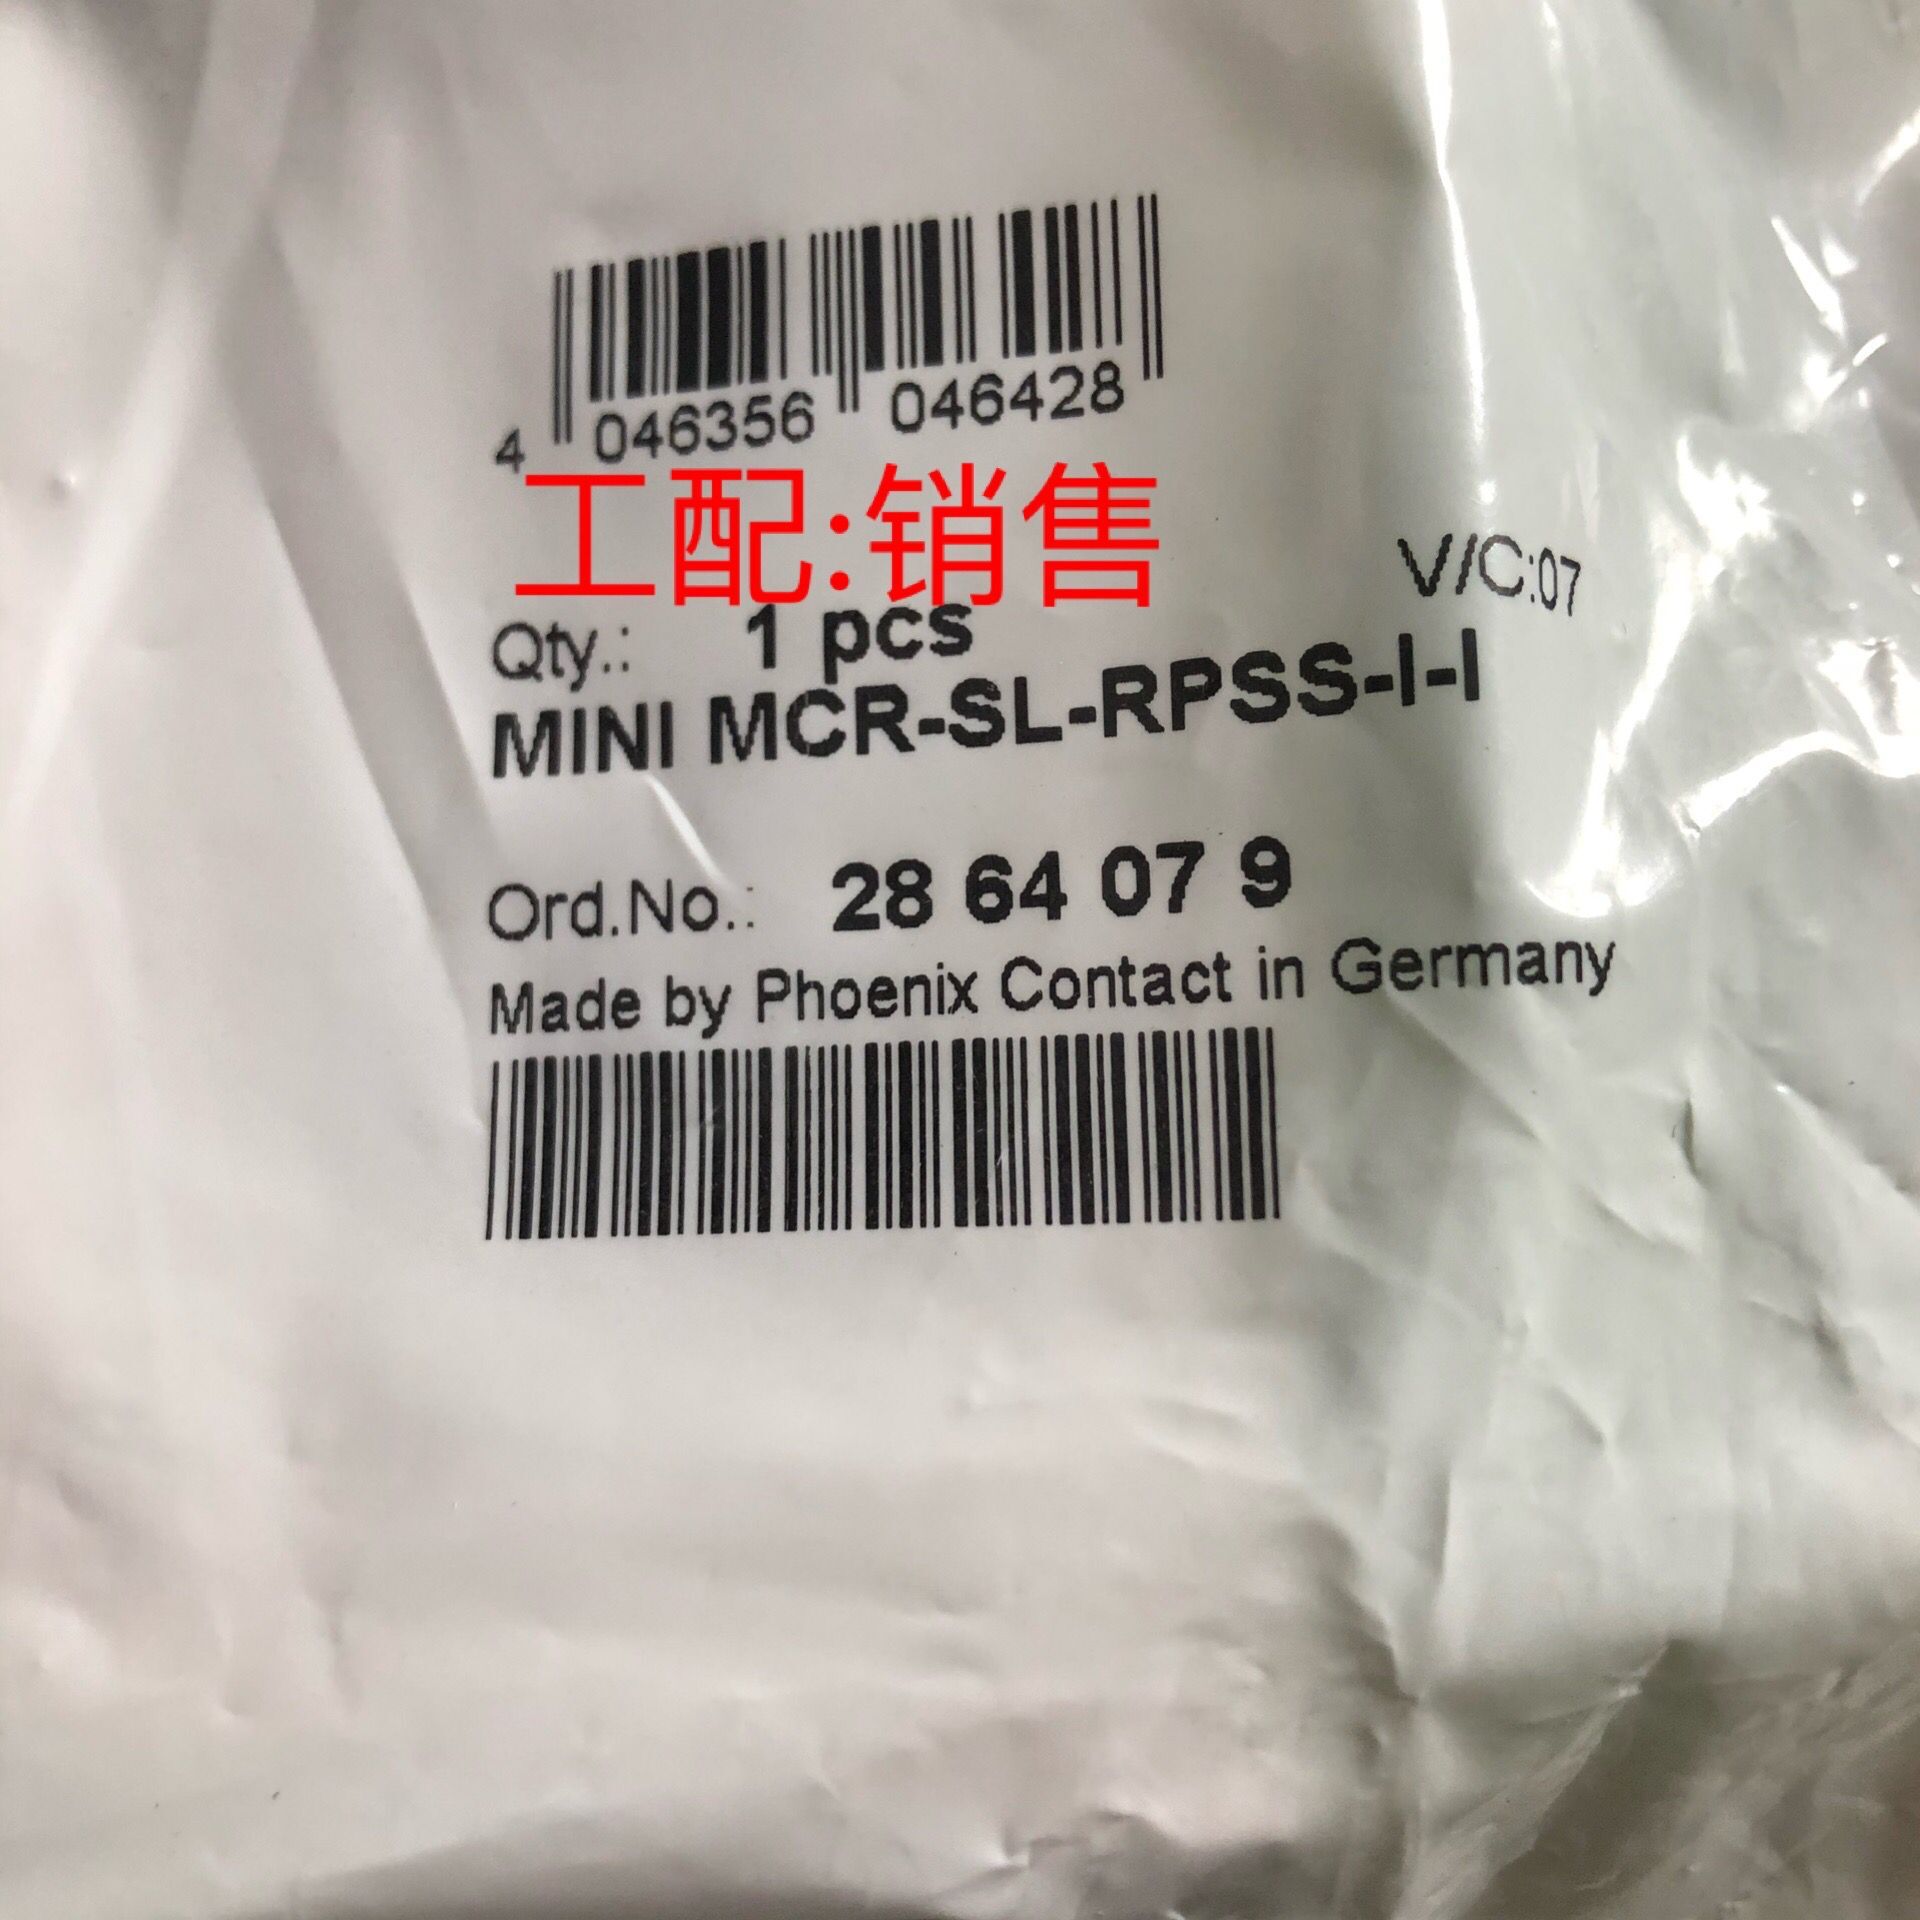 4 046356 046428
工配:销售
V/C:07
Qty.: 1 pcs
MINI MCR-SL-RPSS-I-I
Ord.No.: 28 64 07 9
Made by Phoenix Contact in Germany